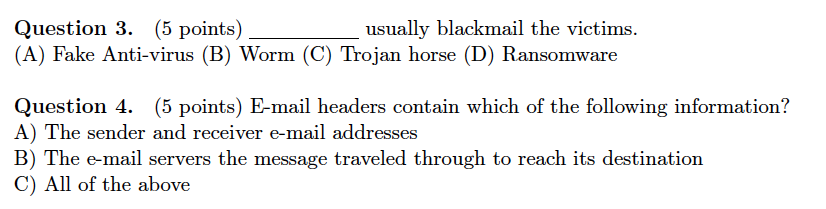 Question 3. (5 points) __________ usually blackmail the victims.
(A) Fake Anti-virus (B) Worm (C) Trojan horse (D) Ransomware
Question 4. (5 points) E-mail headers contain which of the following information?
A) The sender and receiver e-mail addresses
B) The e-mail servers the message traveled through to reach its destination
C) All of the above